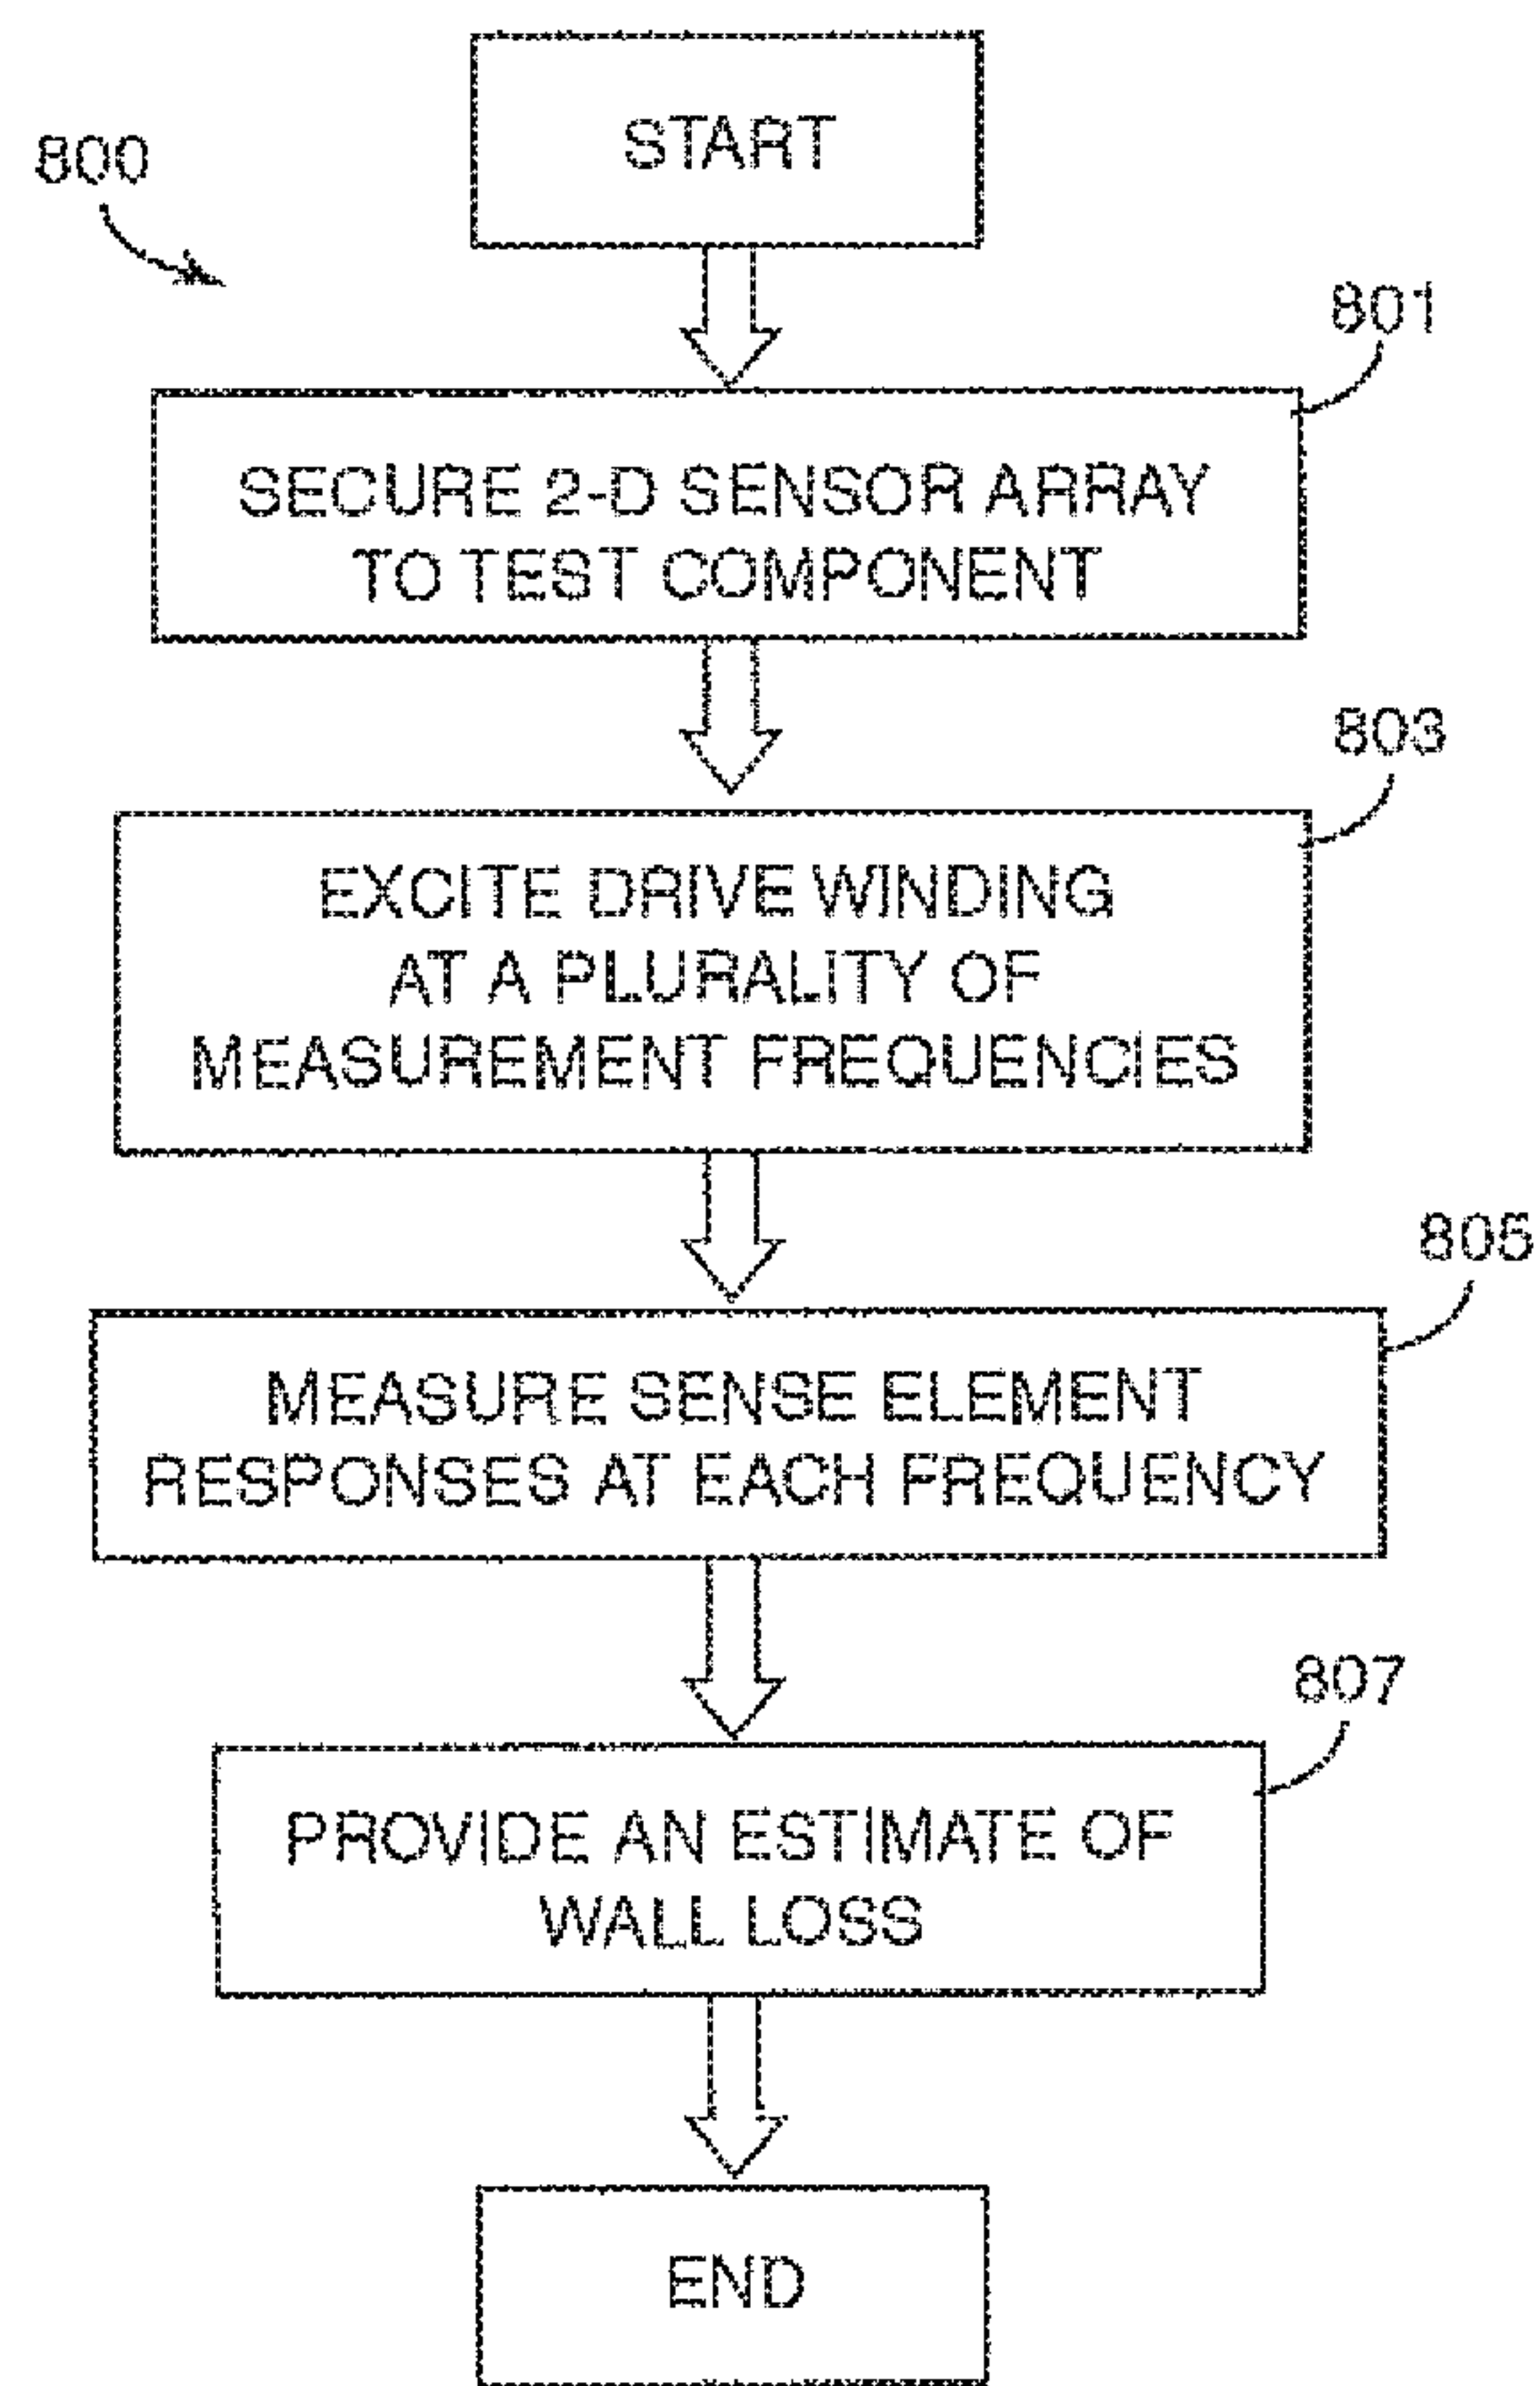 START
800
801
SECURE 2-D SENSOR ARRAY
TO TEST COMPONENT
803
EXCITE DRIVE WINDING
AT A PLURALITY OF
MEASUREMENT FREQUENCIES
805
MEASURE SENSE ELEMENT
RESPONSES AT EACH FREQUENCY
807
PROVIDE AN ESTIMATE OF
WALL LOSS
END